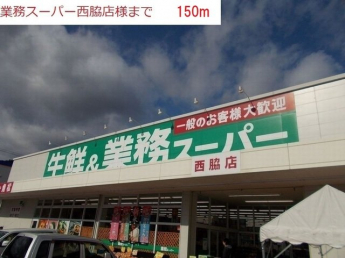 業務スーパー西脇店様まで　　150m
一般のお客様大歓迎
生鮮&業務スーパー
西脇店